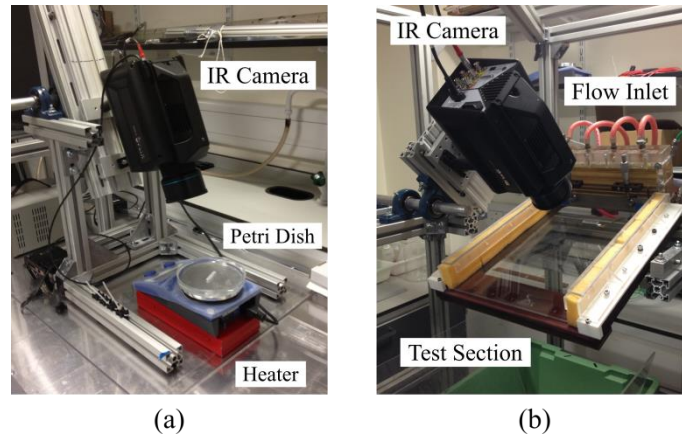 IR Camera
Petri Dish
Heater
(a)
IR Camera
Flow Inlet
Test Section
(b)